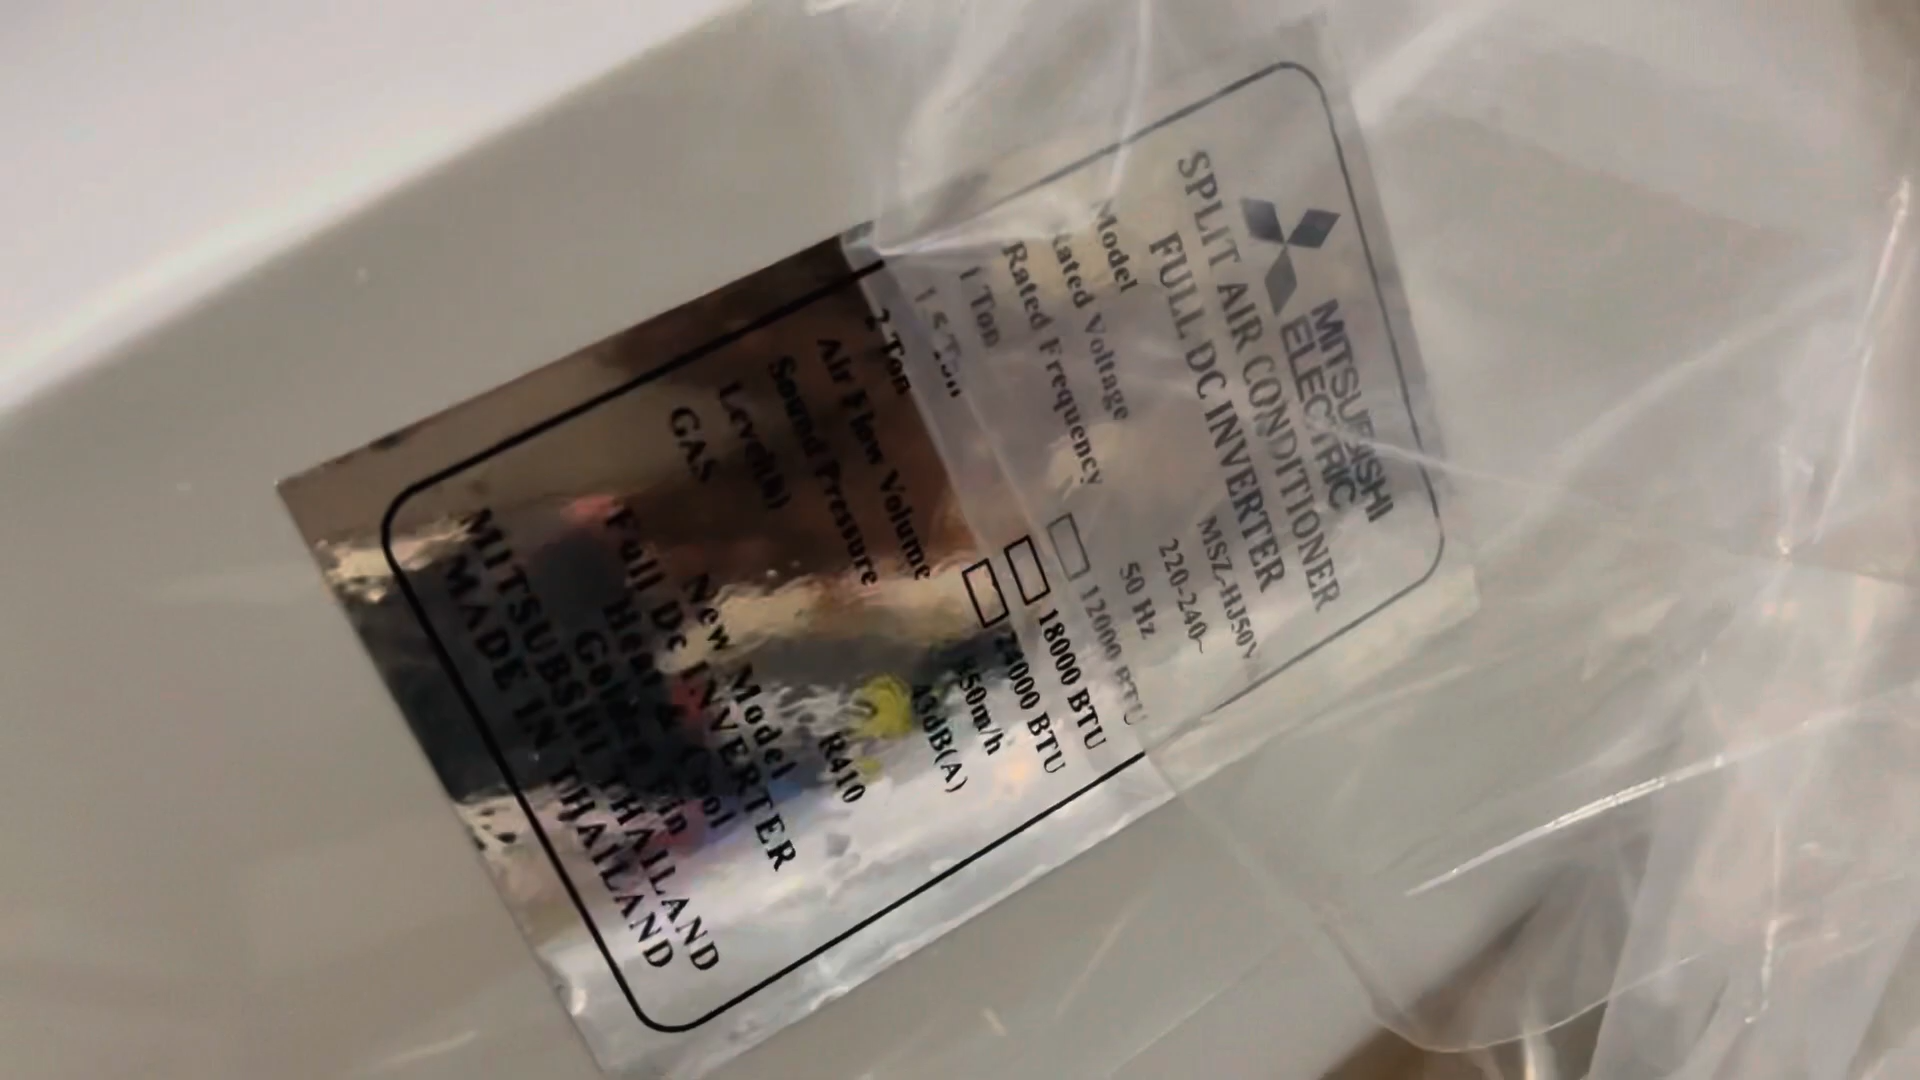 MITSUBISHI
ELECTRIC
SPLIT AIR CONDITIONER
FULL DC INVERTER
Model MSZ-HJ50V
Rated Voltage 220-240~
Rated Frequency 50 Hz
1 Ton 12000 BTU
1.5 Ton 18000 BTU
2 Ton 24000 BTU
Air Flow Volume 850m/h
Sound Pressure 43dB(A)
Level(h)
GAS R410
New Model
Full Dc INVERTER
Heat & Cool
Golden Fin
MITSUBSHI THAILAND
MADE IN THAILAND